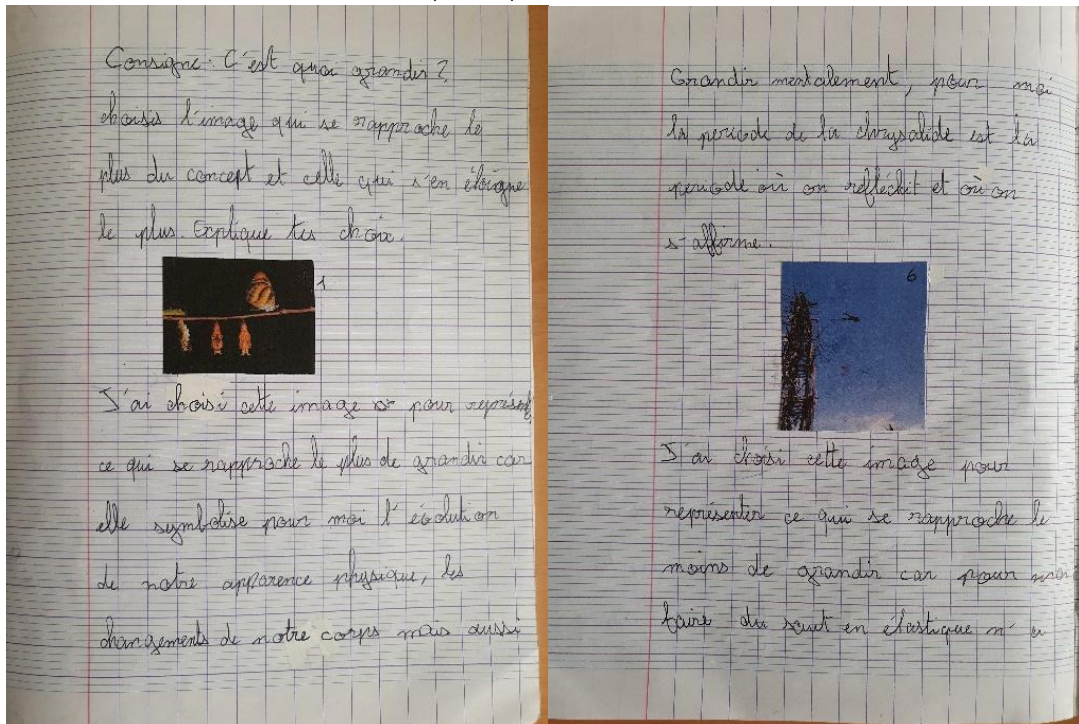 Consigne : C'est quoi grandir ?
choisis l'image qui se rapproche le
plus du concept et celle qui s'en éloigne
le plus. Explique tes choix.
1
J'ai choisi cette image pour représent
ce qui se rapproche le plus de grandir car
elle symbolise pour moi l'évolution
de notre apparence physique, les
changements de notre corps mais aussi
Grandir mentalement, pour moi
la periode de la chrysalide est la
periode où on refléchit et où on
s'affirme.
6
J'ai choisi cette image pour
représenter ce qui se rapproche le
moins de grandir car pour moi
faire du saut en élastique n'a